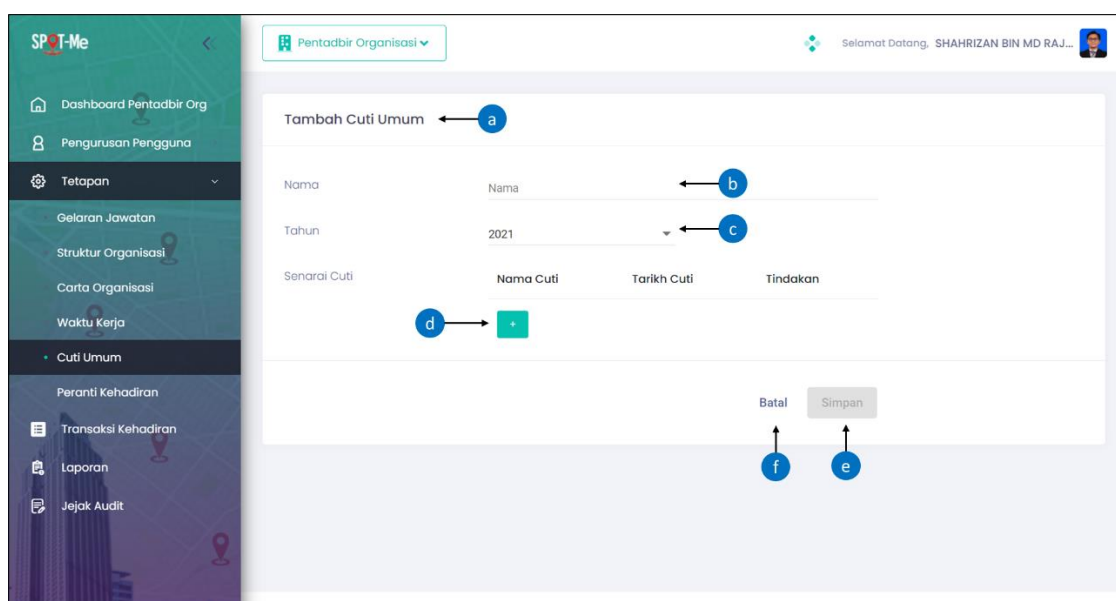 SPOT-Me
Pentadbir Organisasi
Selamat Datang, SHAHRIZAN BIN MD RAJ...
Dashboard Pentadbir Org
Pengurusan Pengguna
Tetapan
Gelaran Jawatan
Struktur Organisasi
Carta Organisasi
Waktu Kerja
Cuti Umum
Peranti Kehadiran
Transaksi Kehadiran
Laporan
Jejak Audit
Tambah Cuti Umum
a
Nama
Nama
b
Tahun
2021
c
Senarai Cuti
Nama Cuti Tarikh Cuti Tindakan
d
+
Batal Simpan
f e